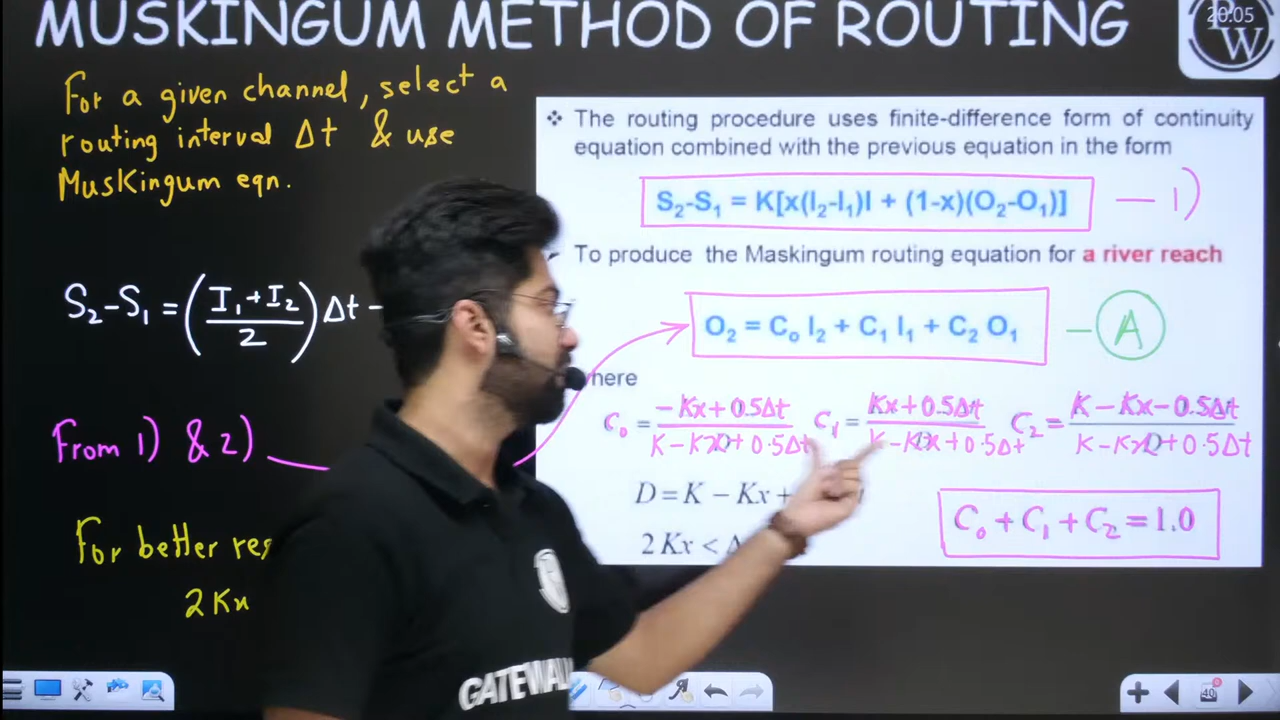 MUSKINGUM METHOD OF ROUTING
20:05
W
For a given channel, select a
routing interval Δt & use
Muskingum eqn.
S₂-S₁ = (I₁+I₂/2) Δt -
From 1) & 2)
For better res
2Kx
❖ The routing procedure uses finite-difference form of continuity
equation combined with the previous equation in the form
S₂-S₁ = K[x(I₂-I₁)I + (1-x)(O₂-O₁)] — 1)
To produce the Maskingum routing equation for a river reach
O₂ = C₀ I₂ + C₁ I₁ + C₂ O₁ — A
here
C₀ = -Kx+0.5Δt / K-Kx+0.5Δt C₁ = Kx+0.5Δt / K-Kx+0.5Δt C₂ = K-Kx-0.5Δt / K-Kx+0.5Δt
D = K - Kx +
C₀ + C₁ + C₂ = 1.0
2Kx <
GATEWAL
40